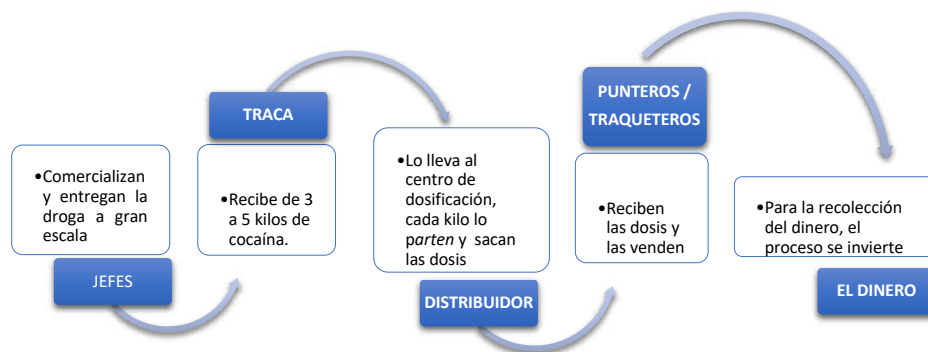 •Comercializan
y entregan la
droga a gran
escala
JEFES
TRACA
•Recibe de 3
a 5 kilos de
cocaína.
•Lo lleva al
centro de
dosificación,
cada kilo lo
parten y sacan
las dosis
DISTRIBUIDOR
PUNTEROS /
TRAQUETEROS
•Reciben
las dosis y
las venden
•Para la recolección
del dinero, el
proceso se invierte
EL DINERO